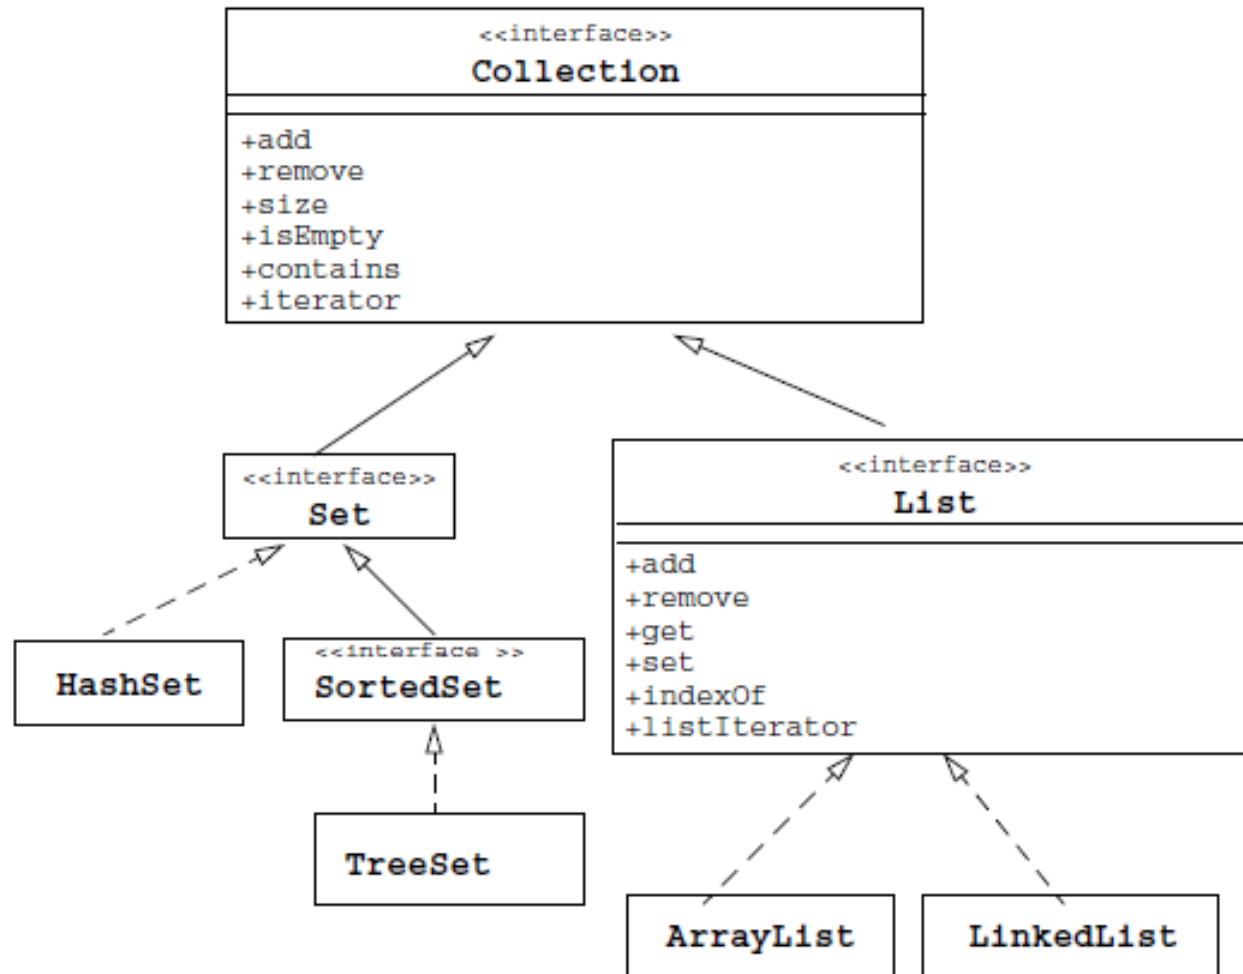 <<interface>>
Collection
+add
+remove
+size
+isEmpty
+contains
+iterator
<<interface>>
Set
<<interface>>
List
+add
+remove
+get
+set
+indexOf
+listIterator
HashSet
<<interface >>
SortedSet
TreeSet
ArrayList
LinkedList